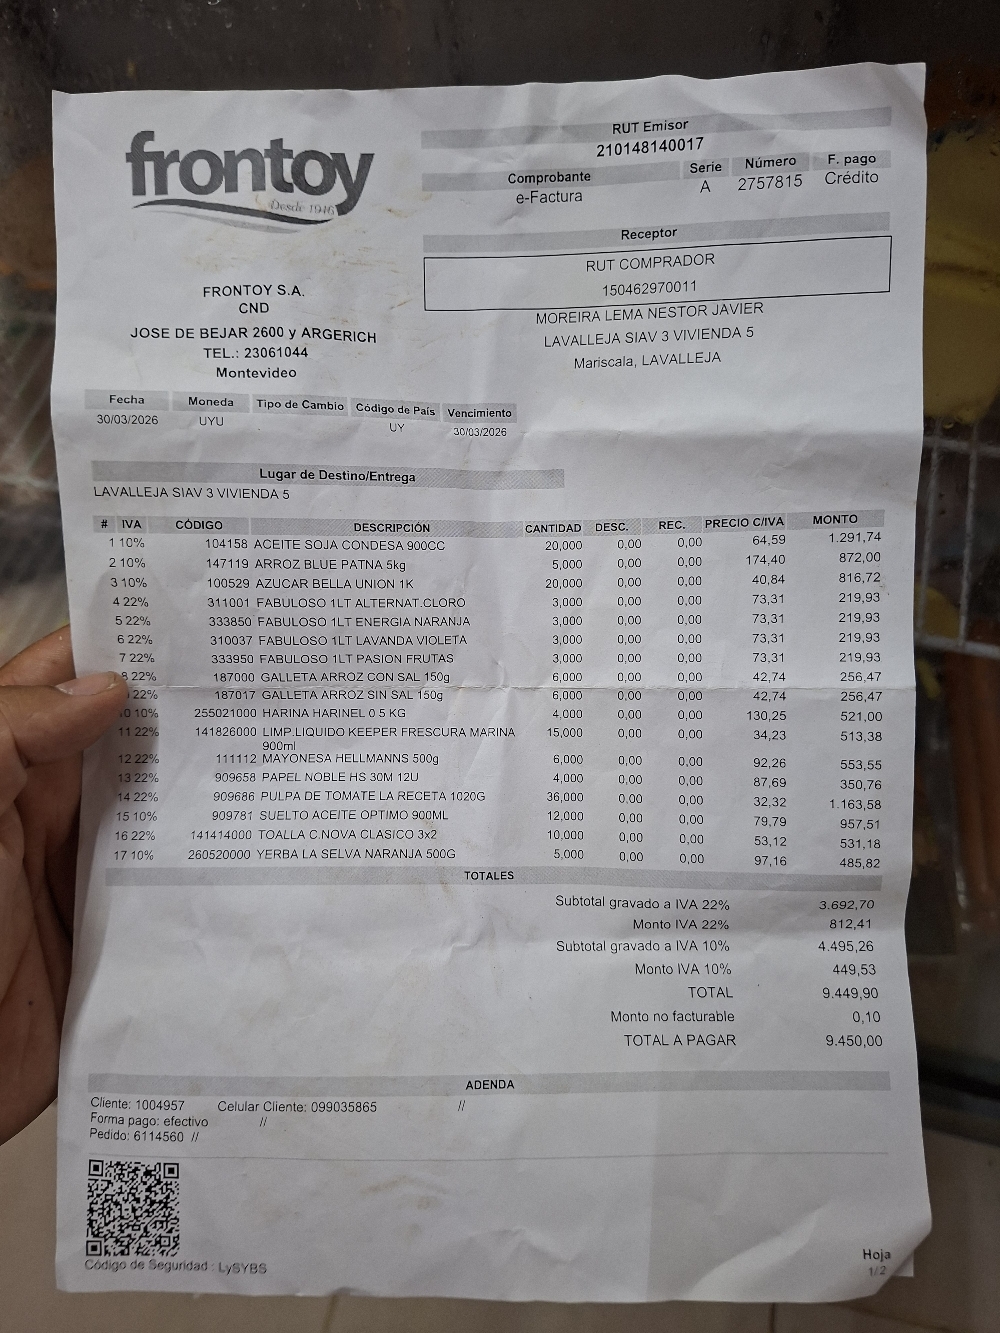 frontoy
Desde 1946
RUT Emisor
210148140017
Comprobante Serie Número F. pago
e-Factura A 2757815 Crédito
Receptor
RUT COMPRADOR
150462970011
MOREIRA LEMA NESTOR JAVIER
LAVALLEJA SIAV 3 VIVIENDA 5
Mariscala, LAVALLEJA
FRONTOY S.A.
CND
JOSE DE BEJAR 2600 y ARGERICH
TEL.: 23061044
Montevideo
Fecha Moneda Tipo de Cambio Código de País Vencimiento
30/03/2026 UYU UY 30/03/2026
Lugar de Destino/Entrega
LAVALLEJA SIAV 3 VIVIENDA 5
# IVA CÓDIGO DESCRIPCIÓN CANTIDAD DESC. REC. PRECIO C/IVA MONTO
1 10% 104158 ACEITE SOJA CONDESA 900CC 20,000 0,00 0,00 64,59 1.291,74
2 10% 147119 ARROZ BLUE PATNA 5kg 5,000 0,00 0,00 174,40 872,00
3 10% 100529 AZUCAR BELLA UNION 1K 20,000 0,00 0,00 40,84 816,72
4 22% 311001 FABULOSO 1LT ALTERNAT.CLORO 3,000 0,00 0,00 73,31 219,93
5 22% 333850 FABULOSO 1LT ENERGIA NARANJA 3,000 0,00 0,00 73,31 219,93
6 22% 310037 FABULOSO 1LT LAVANDA VIOLETA 3,000 0,00 0,00 73,31 219,93
7 22% 333950 FABULOSO 1LT PASION FRUTAS 3,000 0,00 0,00 73,31 219,93
8 22% 187000 GALLETA ARROZ CON SAL 150g 6,000 0,00 0,00 42,74 256,47
22% 187017 GALLETA ARROZ SIN SAL 150g 6,000 0,00 0,00 42,74 256,47
0 10% 255021000 HARINA HARINEL 0 5 KG 4,000 0,00 0,00 130,25 521,00
11 22% 141826000 LIMP.LIQUIDO KEEPER FRESCURA MARINA 15,000 0,00 0,00 34,23 513,38
900ml
12 22% 111112 MAYONESA HELLMANNS 500g 6,000 0,00 0,00 92,26 553,55
13 22% 909658 PAPEL NOBLE HS 30M 12U 4,000 0,00 0,00 87,69 350,76
14 22% 909686 PULPA DE TOMATE LA RECETA 1020G 36,000 0,00 0,00 32,32 1.163,58
15 10% 909781 SUELTO ACEITE OPTIMO 900ML 12,000 0,00 0,00 79,79 957,51
16 22% 141414000 TOALLA C.NOVA CLASICO 3x2 10,000 0,00 0,00 53,12 531,18
17 10% 260520000 YERBA LA SELVA NARANJA 500G 5,000 0,00 0,00 97,16 485,82
TOTALES
Subtotal gravado a IVA 22% 3.692,70
Monto IVA 22% 812,41
Subtotal gravado a IVA 10% 4.495,26
Monto IVA 10% 449,53
TOTAL 9.449,90
Monto no facturable 0,10
TOTAL A PAGAR 9.450,00
ADENDA
Cliente: 1004957 Celular Cliente: 099035865 //
Forma pago: efectivo //
Pedido: 6114560 //
Código de Seguridad : LySYBS
Hoja
1/2